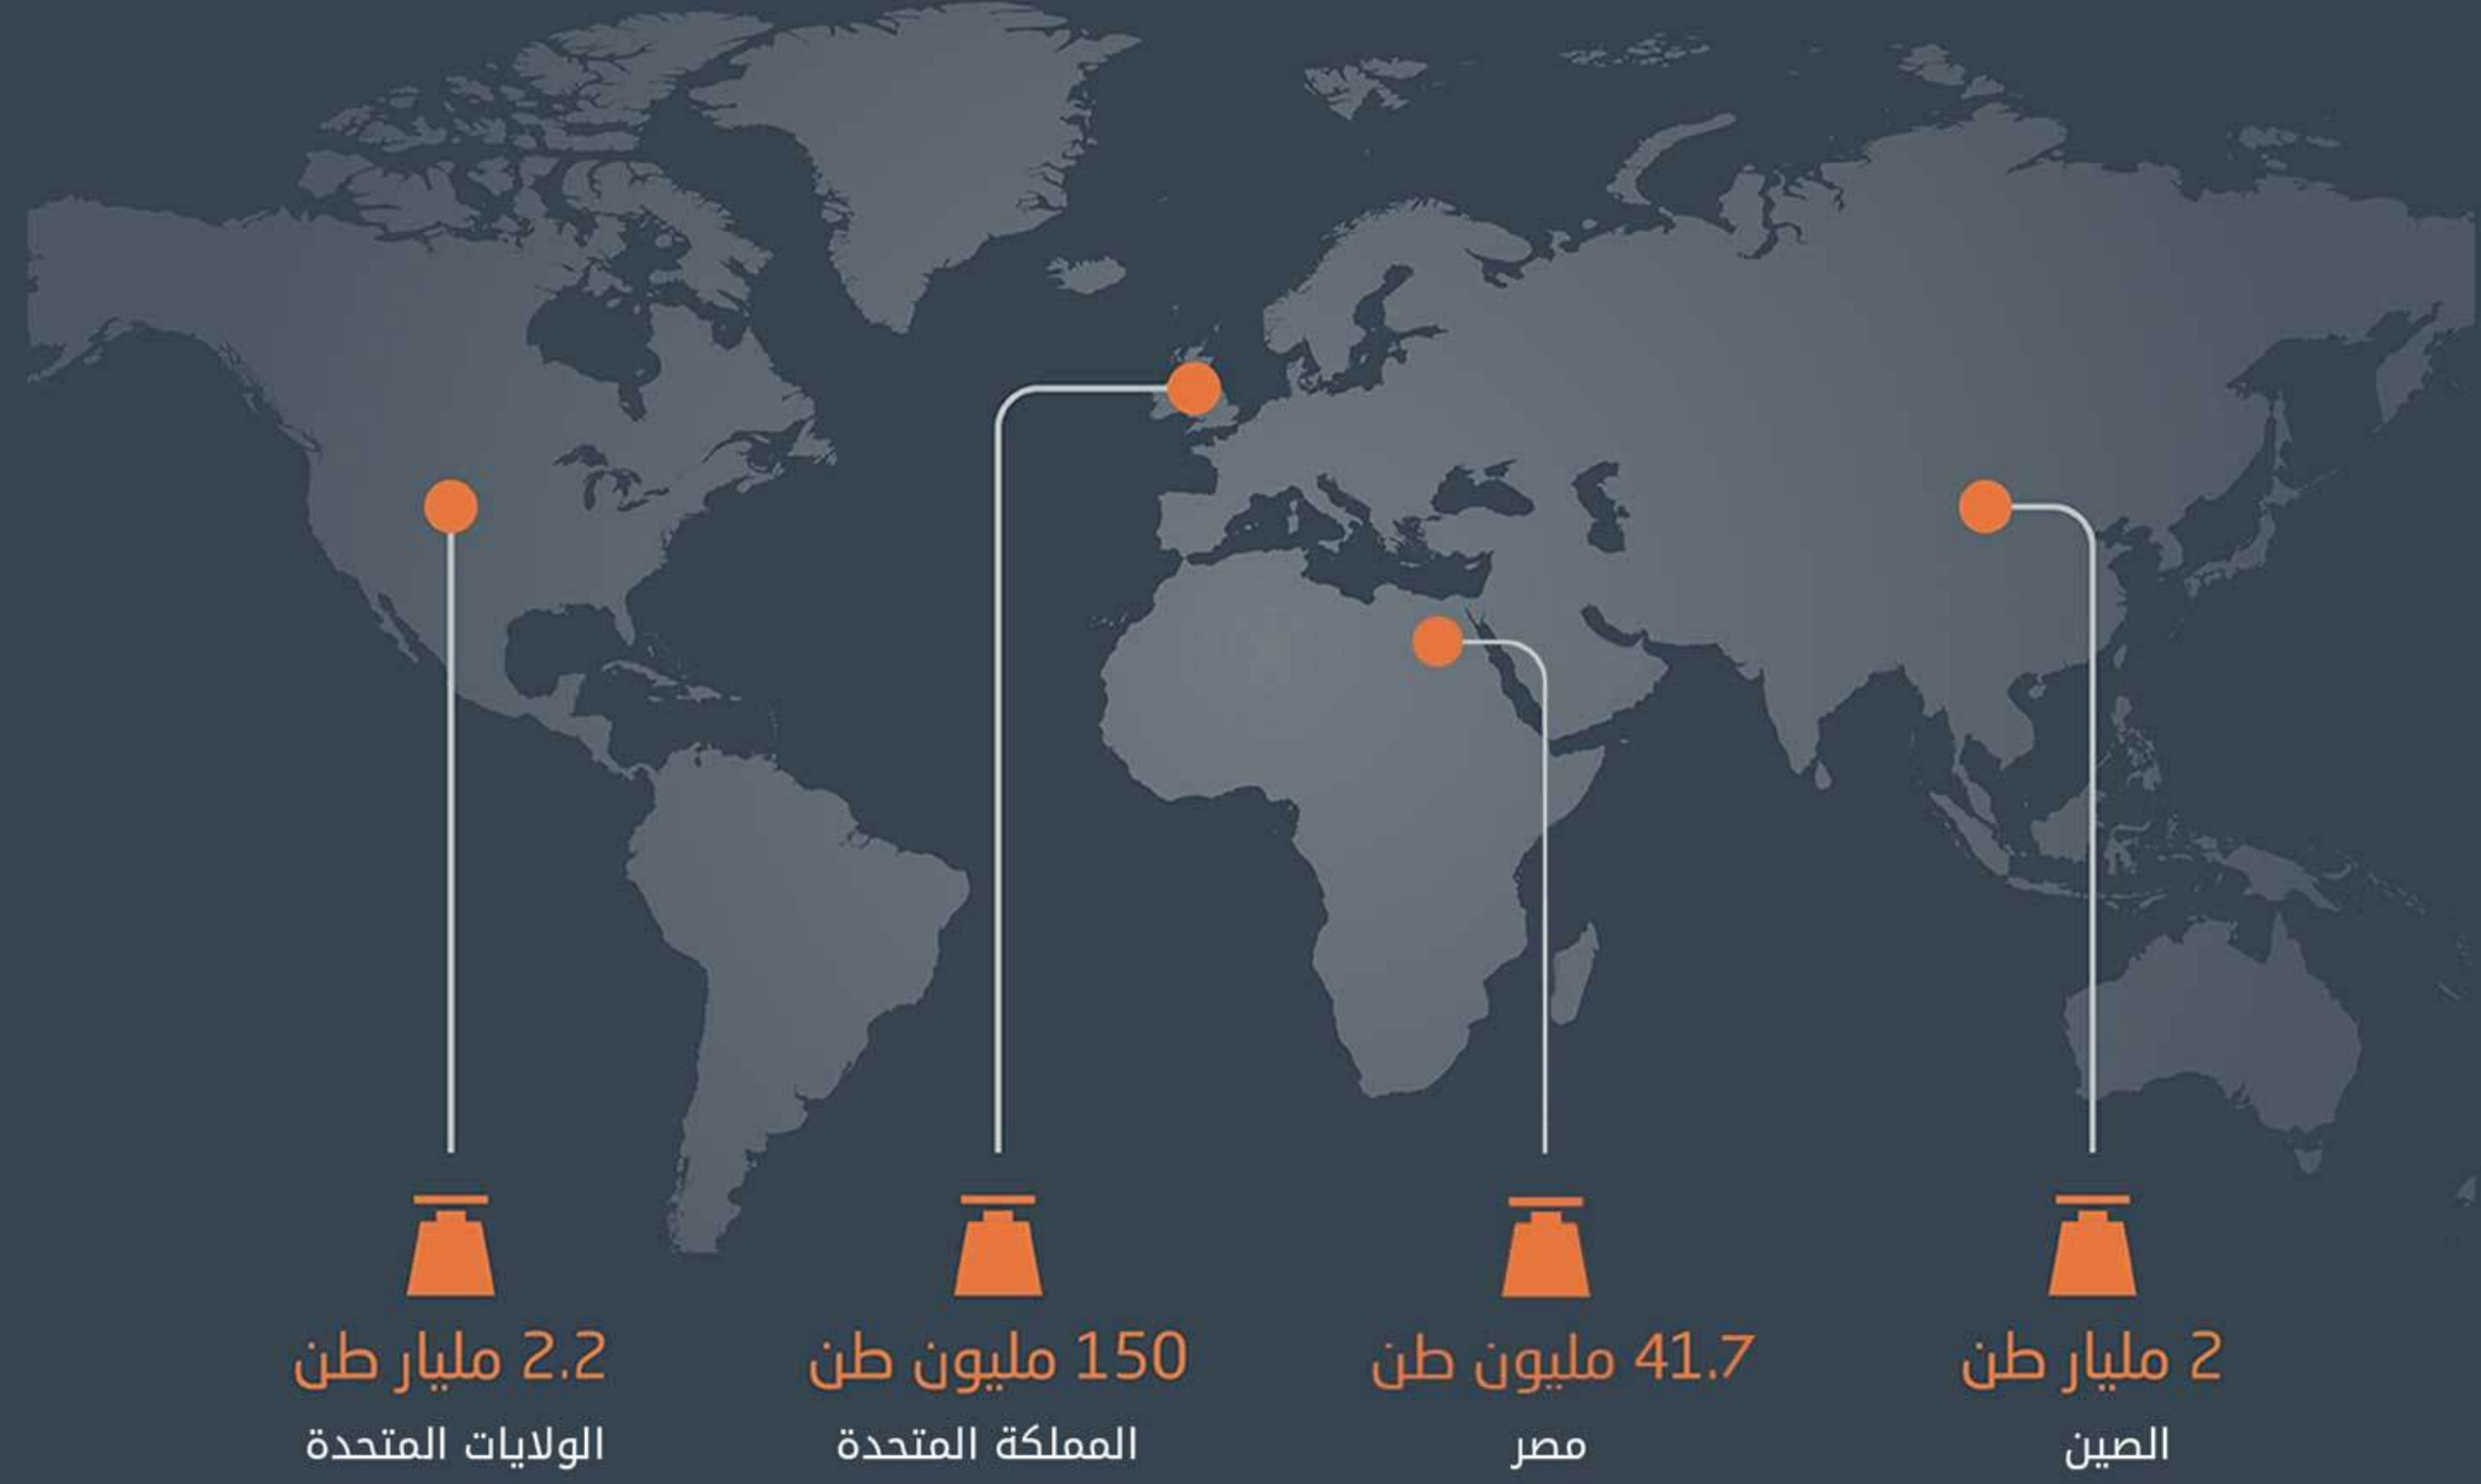 2 مليار طن
الصين
41.7 مليون طن
مصر
150 مليون طن
المملكة المتحدة
2.2 مليار طن
الولايات المتحدة